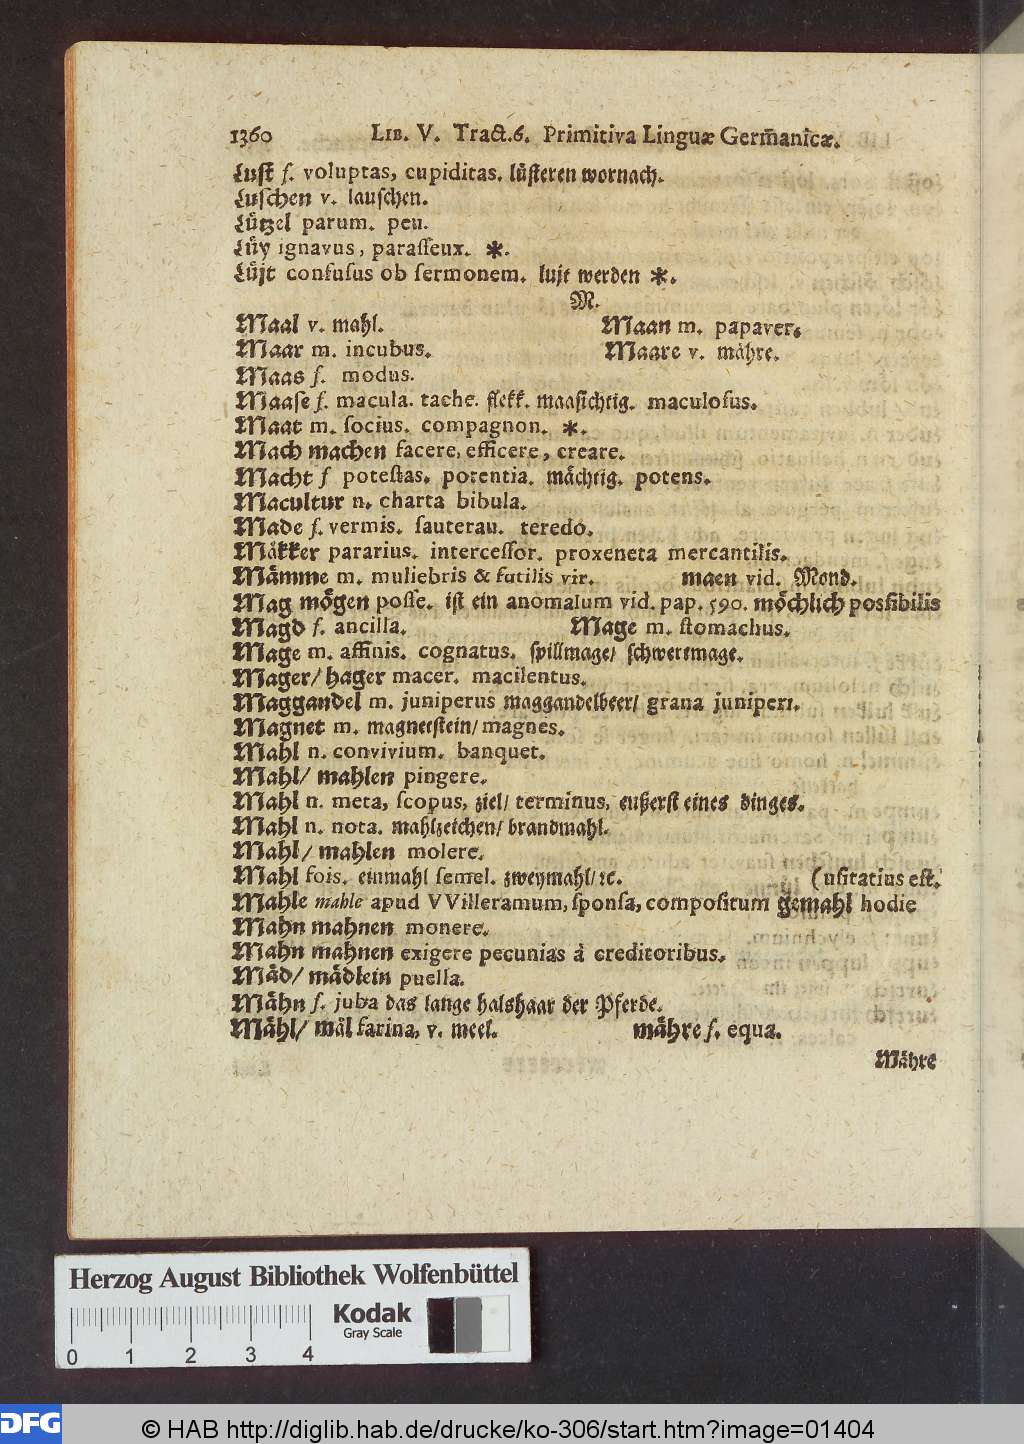 1360 LIB. V. Tract. 6. Primitiva Linguæ Germãnicæ.
Lust f. voluptas, cupiditas. lüsteren wornach.
Luschen v. lauschen.
Lützel parum. peu.
Lüy ignavus, parasseux. *.
Lüjt confusus ob sermonem. lujt werden *.
M.
Maal v. mahl. Maan m. papaver.
Maar m. incubus. Maare v. mähre.
Maas f. modus.
Maase f. macula. tache. flekk. maasichtig. maculosus.
Maat m. socius. compagnon. *.
Mach machen facere, efficere, creare.
Macht f potestas. potentia. mächtig. potens.
Macultur n. charta bibula.
Made f. vermis. sauterau. teredo.
Mäkker pararius. intercessor. proxeneta mercantilis.
Mämme m. muliebris & futilis vir. maen vid. Mond.
Mag mögen posse. ist ein anomalum vid. pag. 590. möchlich possibilis
Magd f. ancilla. Mage m. stomachus.
Mage m. affinis. cognatus. spillmage/ schwertmage.
Mager/ hager macer. macilentus.
Maggandel m. juniperus maggandelbeer/ grana juniperi.
Magnet m. magnetstein/ magnes.
Mahl n. convivium. banquet.
Mahl/ mahlen pingere.
Mahl n. meta, scopus, ziel/ terminus, eußerst eines dinges.
Mahl n. nota. mahlzeichen/ brandmahl.
Mahl/ mahlen molere.
Mahl fois. einmahl semel. zweymahl/ ꝛc. (usitatius est.
Mahle mahle apud VVilleramum, sponsa, compositum gemahl hodie
Mahn mahnen monere.
Mahn mahnen exigere pecunias à creditoribus.
Mäd/ mädlein puella.
Mähn f. juba das lange halshaar der Pferde.
Mähl/ mäl farina, v. meel. mähre f. equa.
Mähre
Herzog August Bibliothek Wolfenbüttel
Kodak
Gray Scale
0 1 2 3 4
DFG © HAB http://diglib.hab.de/drucke/ko-306/start.htm?image=01404